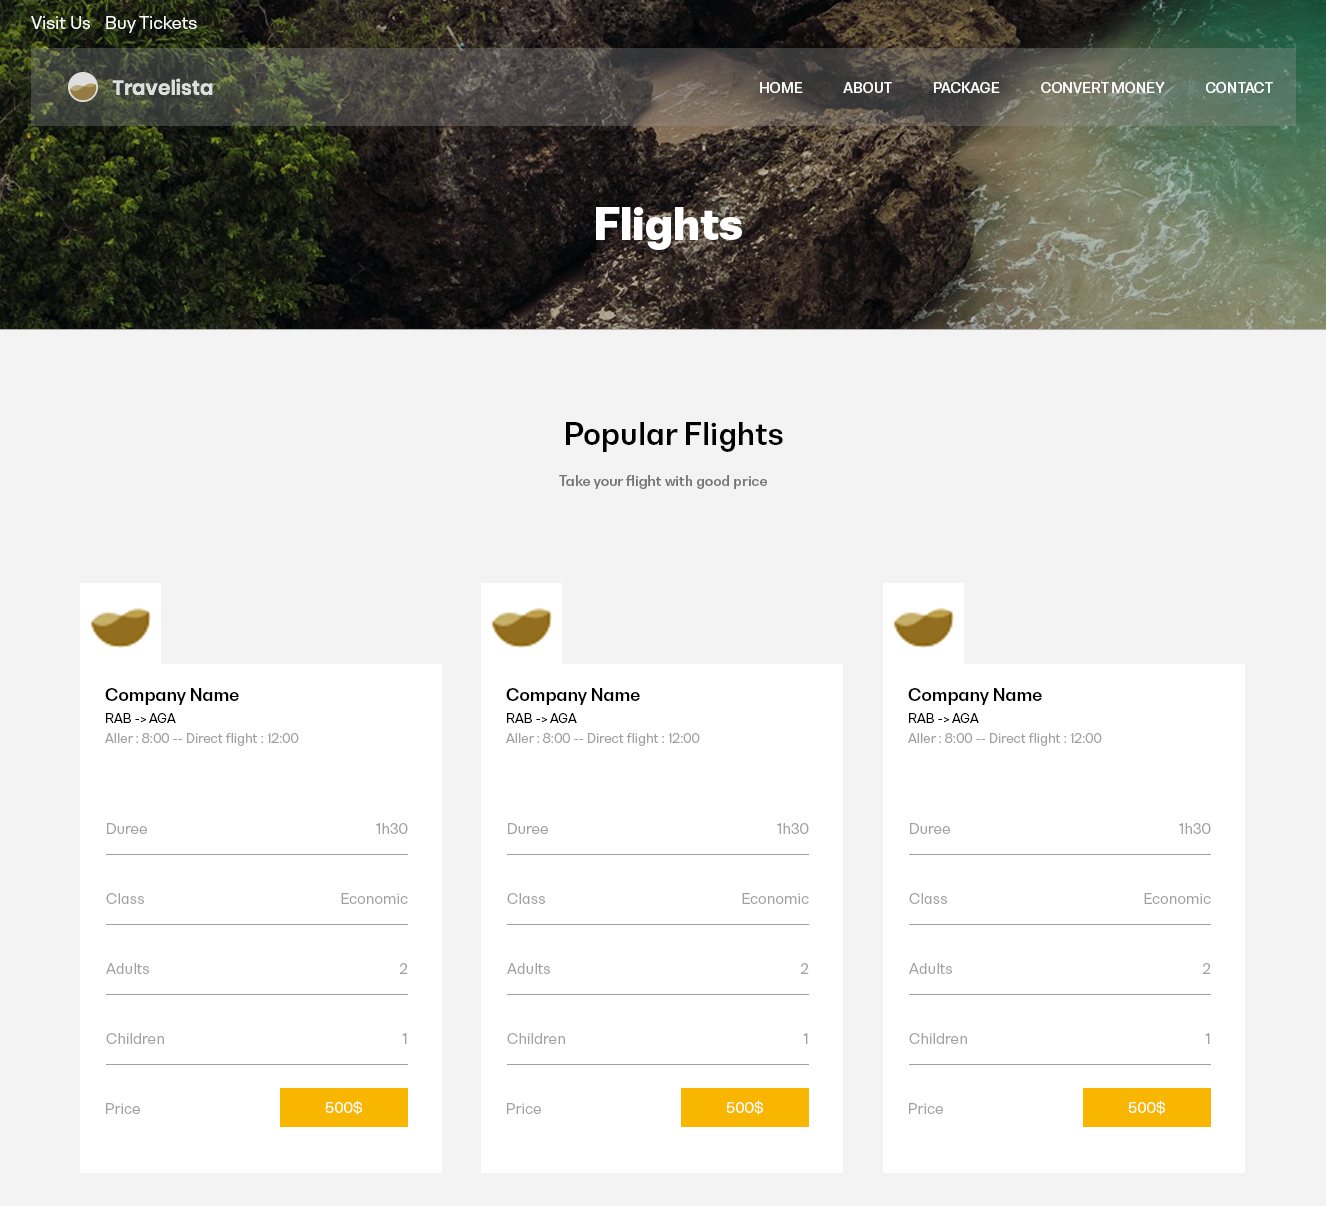 Visit Us Buy Tickets
Travelista HOME ABOUT PACKAGE CONVERT MONEY CONTACT
Flights
Popular Flights
Take your flight with good price
Company Name
RAB -> AGA
Aller : 8:00 -- Direct flight : 12:00
Duree 1h30
Class Economic
Adults 2
Children 1
Price 500$
Company Name
RAB -> AGA
Aller : 8:00 -- Direct flight : 12:00
Duree 1h30
Class Economic
Adults 2
Children 1
Price 500$
Company Name
RAB -> AGA
Aller : 8:00 -- Direct flight : 12:00
Duree 1h30
Class Economic
Adults 2
Children 1
Price 500$